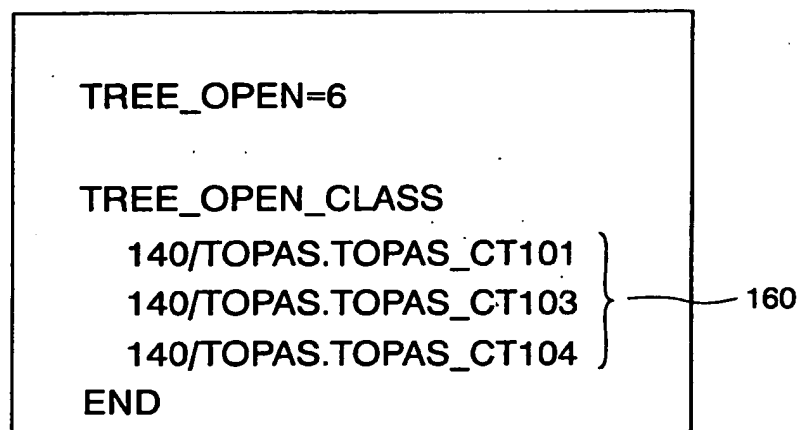 TREE_OPEN=6
TREE_OPEN_CLASS
140/TOPAS.TOPAS_CT101
140/TOPAS.TOPAS_CT103
140/TOPAS.TOPAS_CT104
160
END